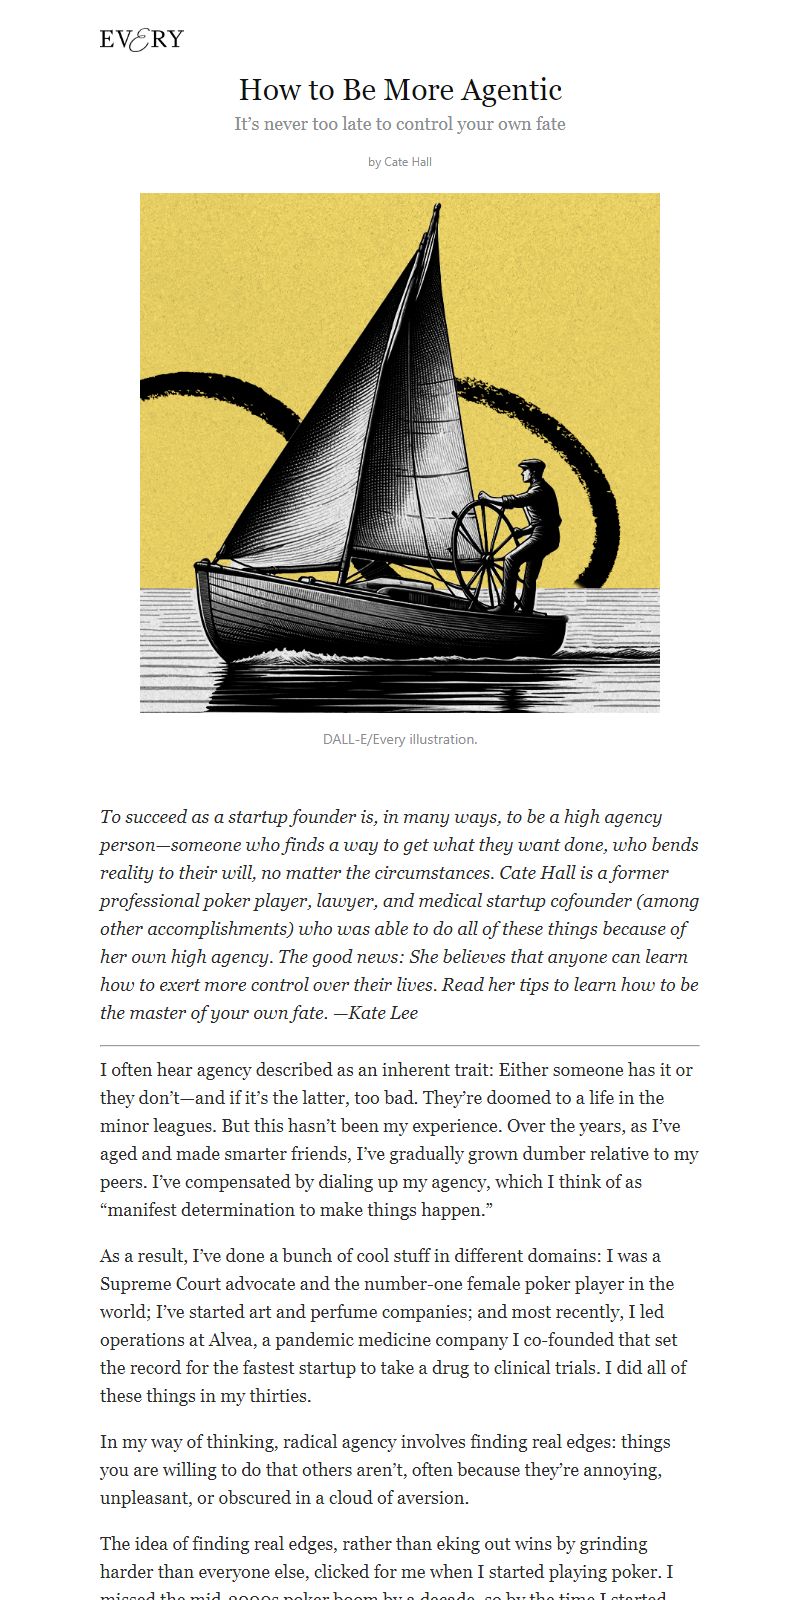 EVERY
How to Be More Agentic
It’s never too late to control your own fate
by Cate Hall
DALL-E/Every illustration.
To succeed as a startup founder is, in many ways, to be a high agency
person—someone who finds a way to get what they want done, who bends
reality to their will, no matter the circumstances. Cate Hall is a former
professional poker player, lawyer, and medical startup cofounder (among
other accomplishments) who was able to do all of these things because of
her own high agency. The good news: She believes that anyone can learn
how to exert more control over their lives. Read her tips to learn how to be
the master of your own fate. —Kate Lee
I often hear agency described as an inherent trait: Either someone has it or
they don’t—and if it’s the latter, too bad. They’re doomed to a life in the
minor leagues. But this hasn’t been my experience. Over the years, as I’ve
aged and made smarter friends, I’ve gradually grown dumber relative to my
peers. I’ve compensated by dialing up my agency, which I think of as
“manifest determination to make things happen.”
As a result, I’ve done a bunch of cool stuff in different domains: I was a
Supreme Court advocate and the number-one female poker player in the
world; I’ve started art and perfume companies; and most recently, I led
operations at Alvea, a pandemic medicine company I co-founded that set
the record for the fastest startup to take a drug to clinical trials. I did all of
these things in my thirties.
In my way of thinking, radical agency involves finding real edges: things
you are willing to do that others aren’t, often because they’re annoying,
unpleasant, or obscured in a cloud of aversion.
The idea of finding real edges, rather than eking out wins by grinding
harder than everyone else, clicked for me when I started playing poker. I
missed the mid-2000s poker boom by a decade, so by the time I started